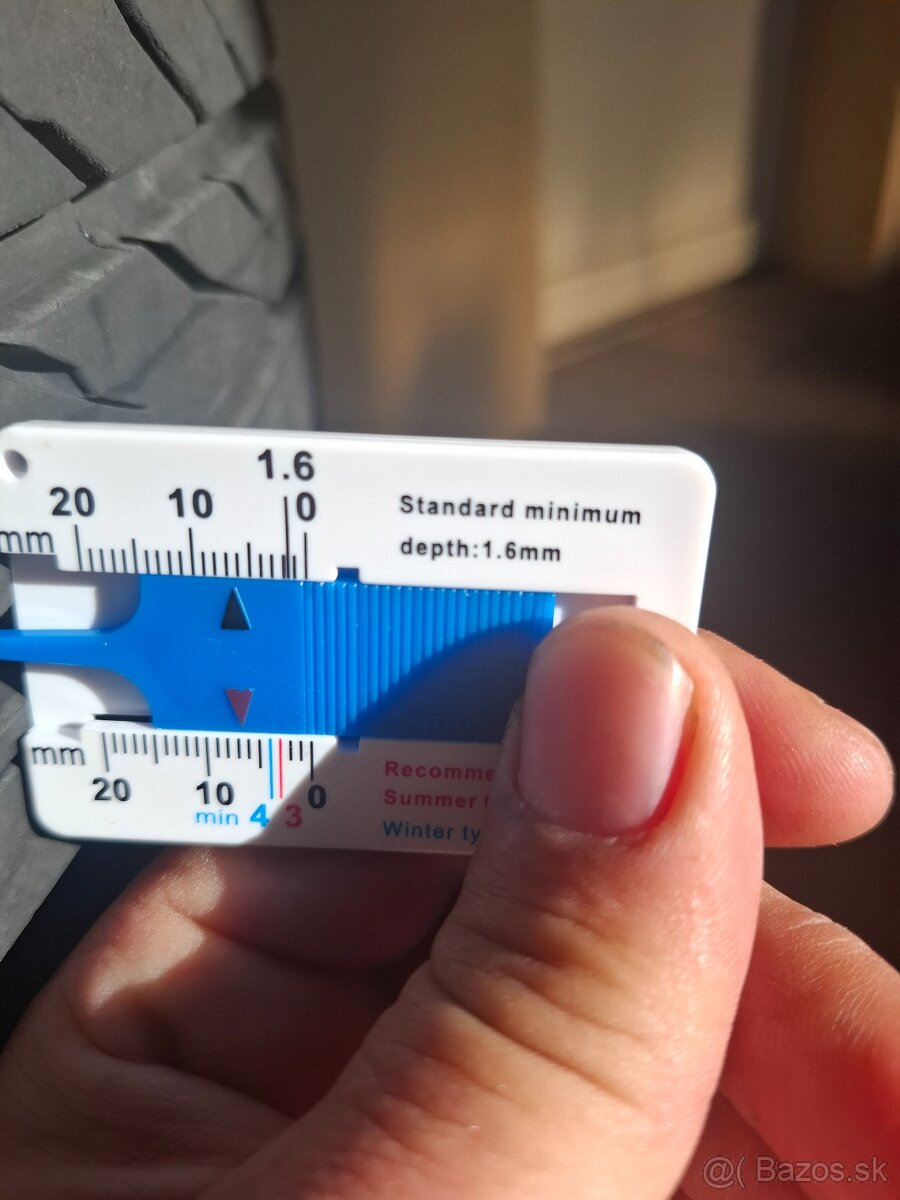 1.6
20 10 0
mm
Standard minimum
depth:1.6mm
mm
20 10 0
min 4 3
Recomme
Summer
Winter ty
@( Bazos.sk